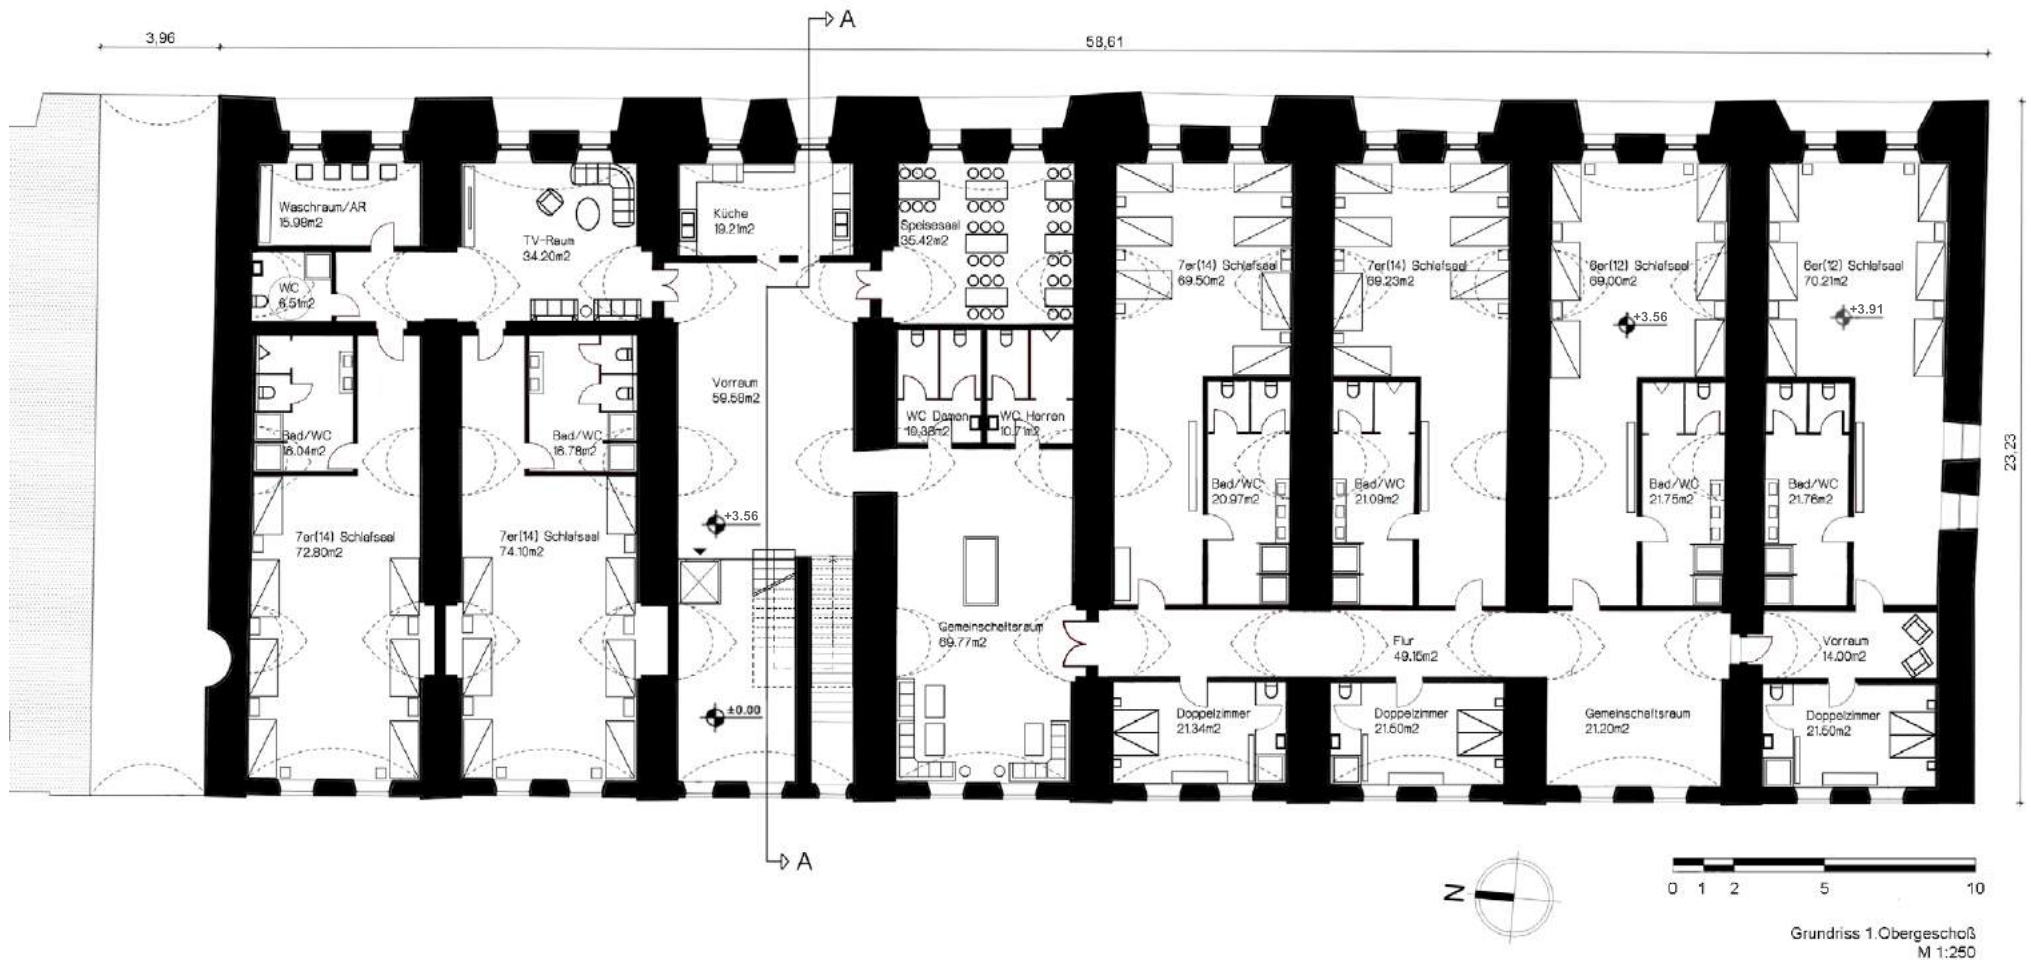 A
3,96
58,61
Waschraum/AR
15.98m2
TV-Raum
34.20m2
Küche
19.21m2
Speisesaal
35.42m2
7er(14) Schlafsaal
69.50m2
7er(14) Schlafsaal
69.23m2
6er(12) Schlafsaal
69.00m2
6er(12) Schlafsaal
70.21m2
WC
6.51m2
+3.56
+3.91
Vorraum
59.58m2
WC Damen
10.38m2
WC Herren
10.71m2
Bad/WC
16.04m2
Bad/WC
16.78m2
Bad/WC
20.97m2
Bad/WC
21.09m2
Bad/WC
21.75m2
Bad/WC
21.76m2
23,23
7er(14) Schlafsaal
72.80m2
7er(14) Schlafsaal
74.10m2
+3.56
Gemeinschaftsraum
69.77m2
Flur
49.15m2
Vorraum
14.00m2
±0.00
Doppelzimmer
21.34m2
Doppelzimmer
21.50m2
Gemeinschaftsraum
21.20m2
Doppelzimmer
21.50m2
A
N
0 1 2 5 10
Grundriss 1.Obergeschoß
M 1:250